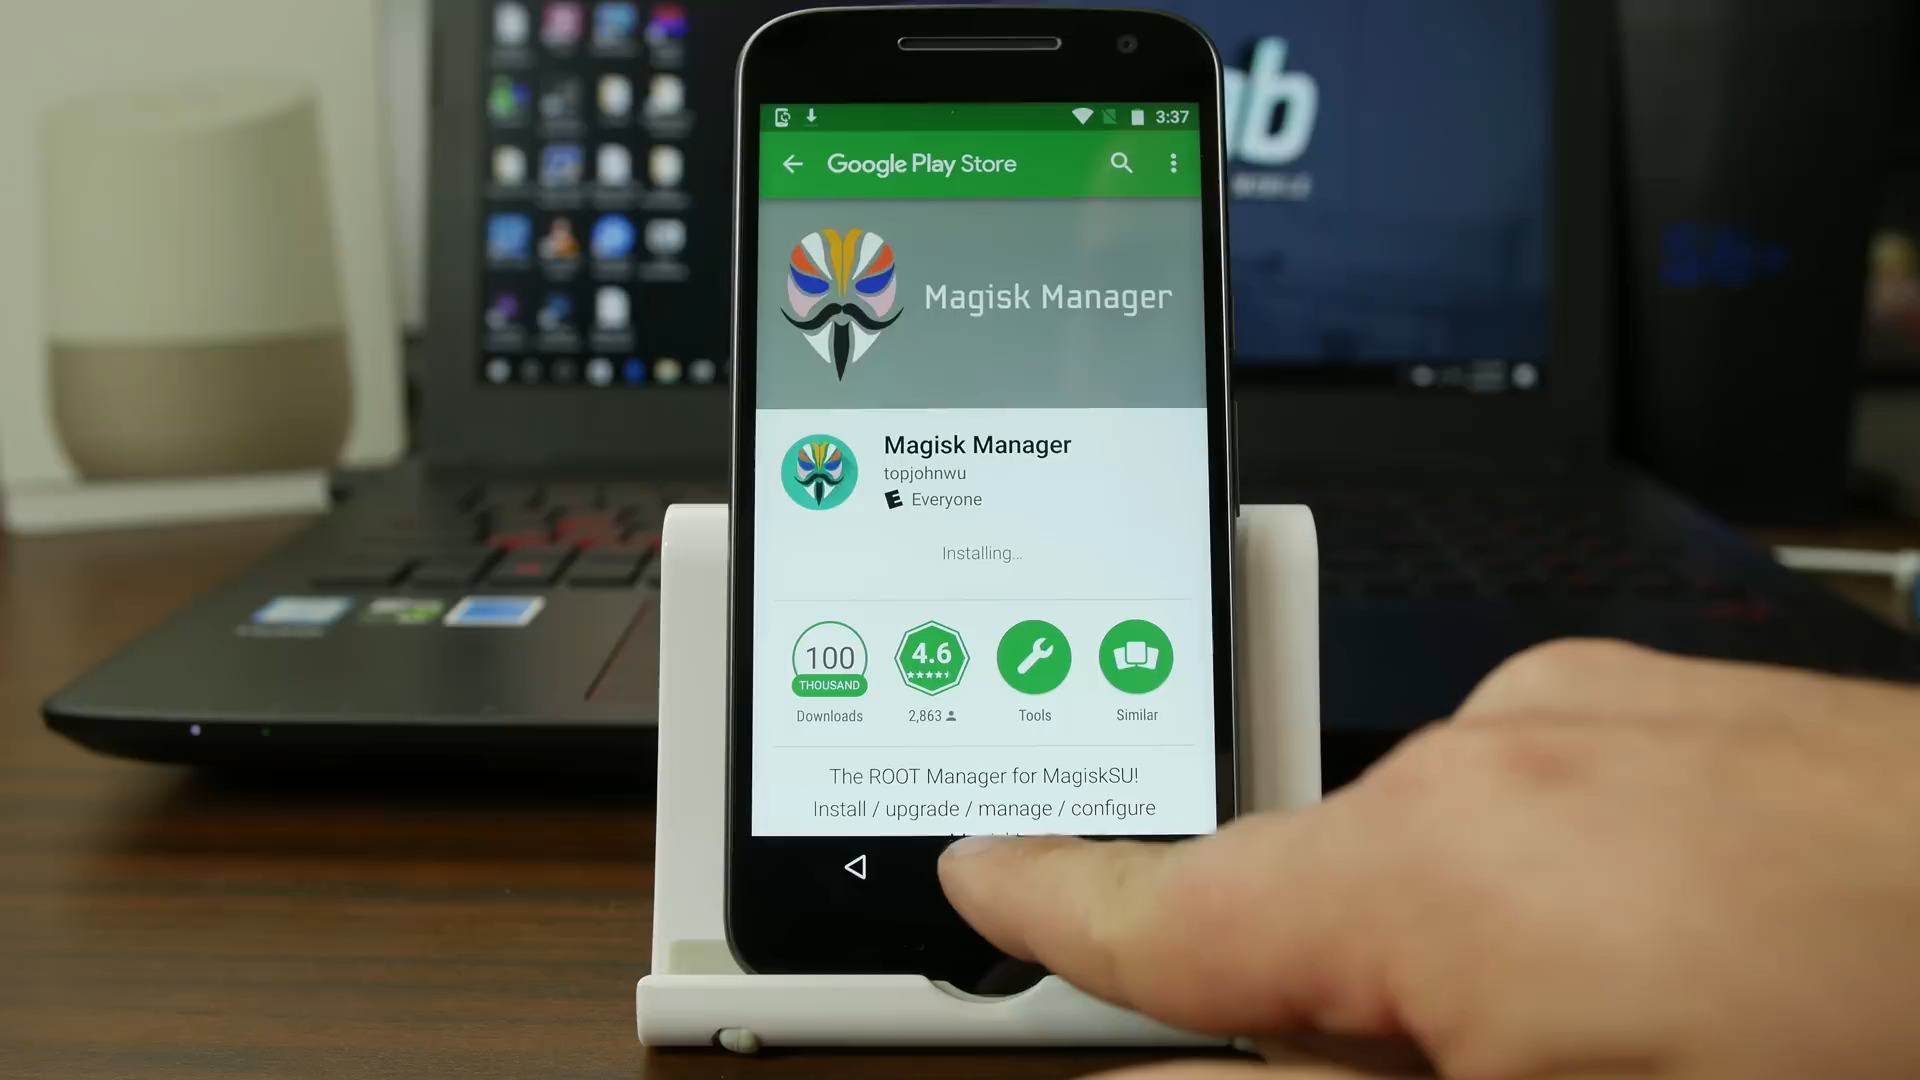 3:37
Google Play Store
Magisk Manager
Magisk Manager
topjohnwu
E Everyone
Installing...
100
THOUSAND
4.6
Downloads
2,863
Tools
Similar
The ROOT Manager for MagiskSU!
Install / upgrade / manage / configure
ab